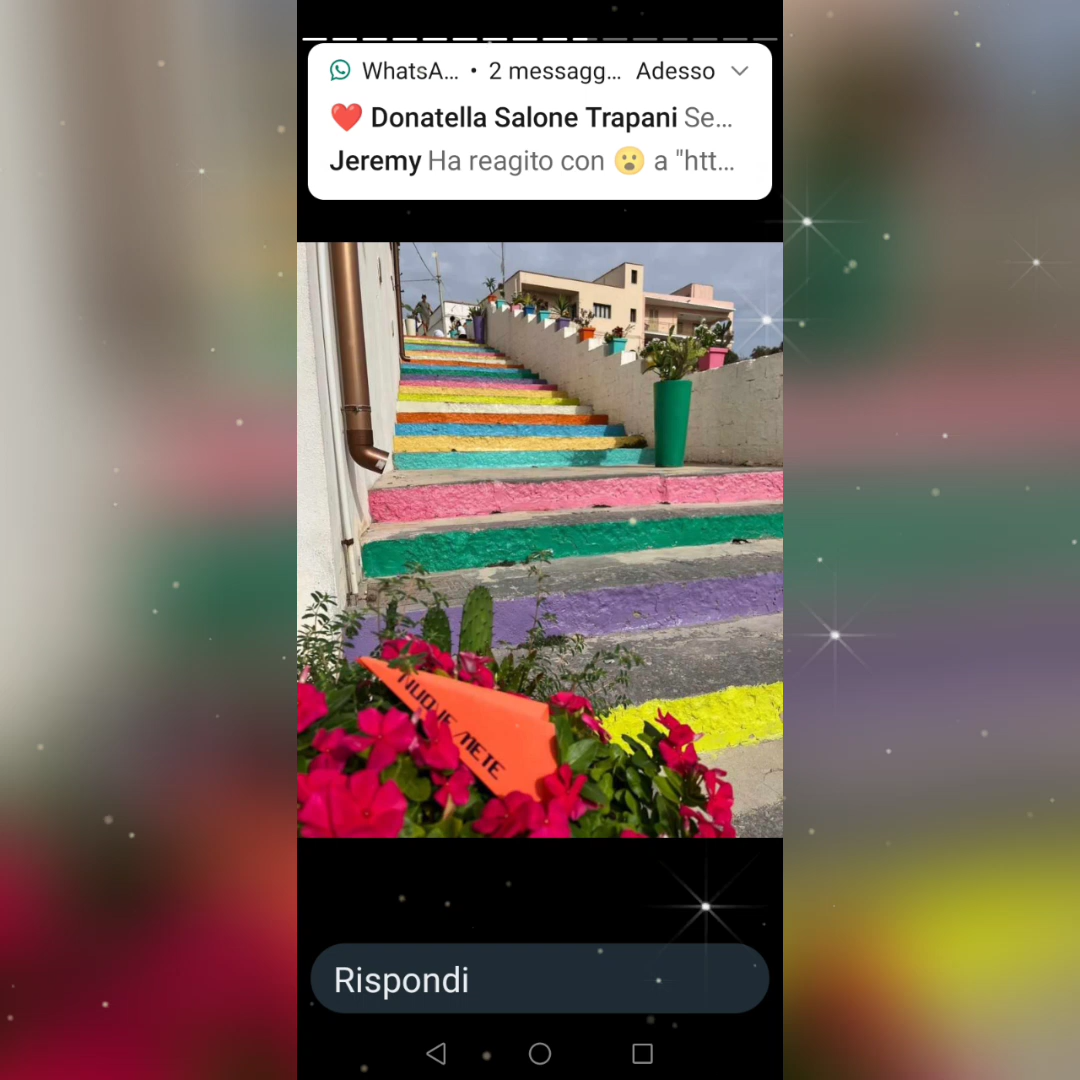 WhatsA... • 2 messagg... Adesso
❤️ Donatella Salone Trapani Se...
Jeremy Ha reagito con 😮 a "htt...
NUOVE METE
Rispondi